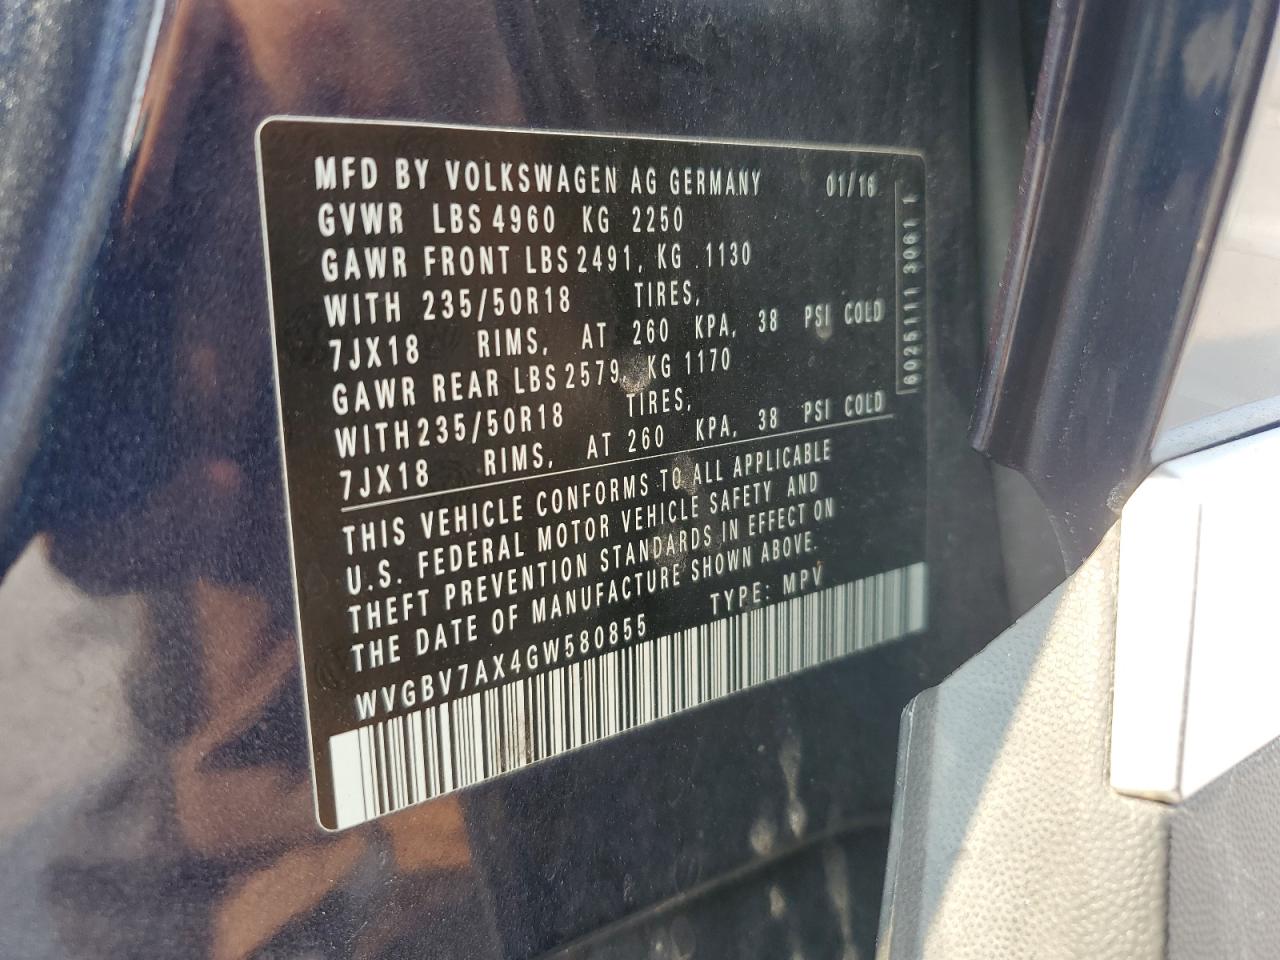 MFD BY VOLKSWAGEN AG GERMANY 01/16
GVWR LBS 4960 KG 2250
GAWR FRONT LBS 2491, KG 1130
WITH 235/50R18 TIRES,
7JX18 RIMS, AT 260 KPA, 38 PSI COLD
GAWR REAR LBS 2579, KG 1170
WITH 235/50R18 TIRES,
7JX18 RIMS, AT 260 KPA, 38 PSI COLD
THIS VEHICLE CONFORMS TO ALL APPLICABLE
U.S. FEDERAL MOTOR VEHICLE SAFETY AND
THEFT PREVENTION STANDARDS IN EFFECT ON
THE DATE OF MANUFACTURE SHOWN ABOVE.
WVGBV7AX4GW580855 TYPE: MPV
6025111 3061